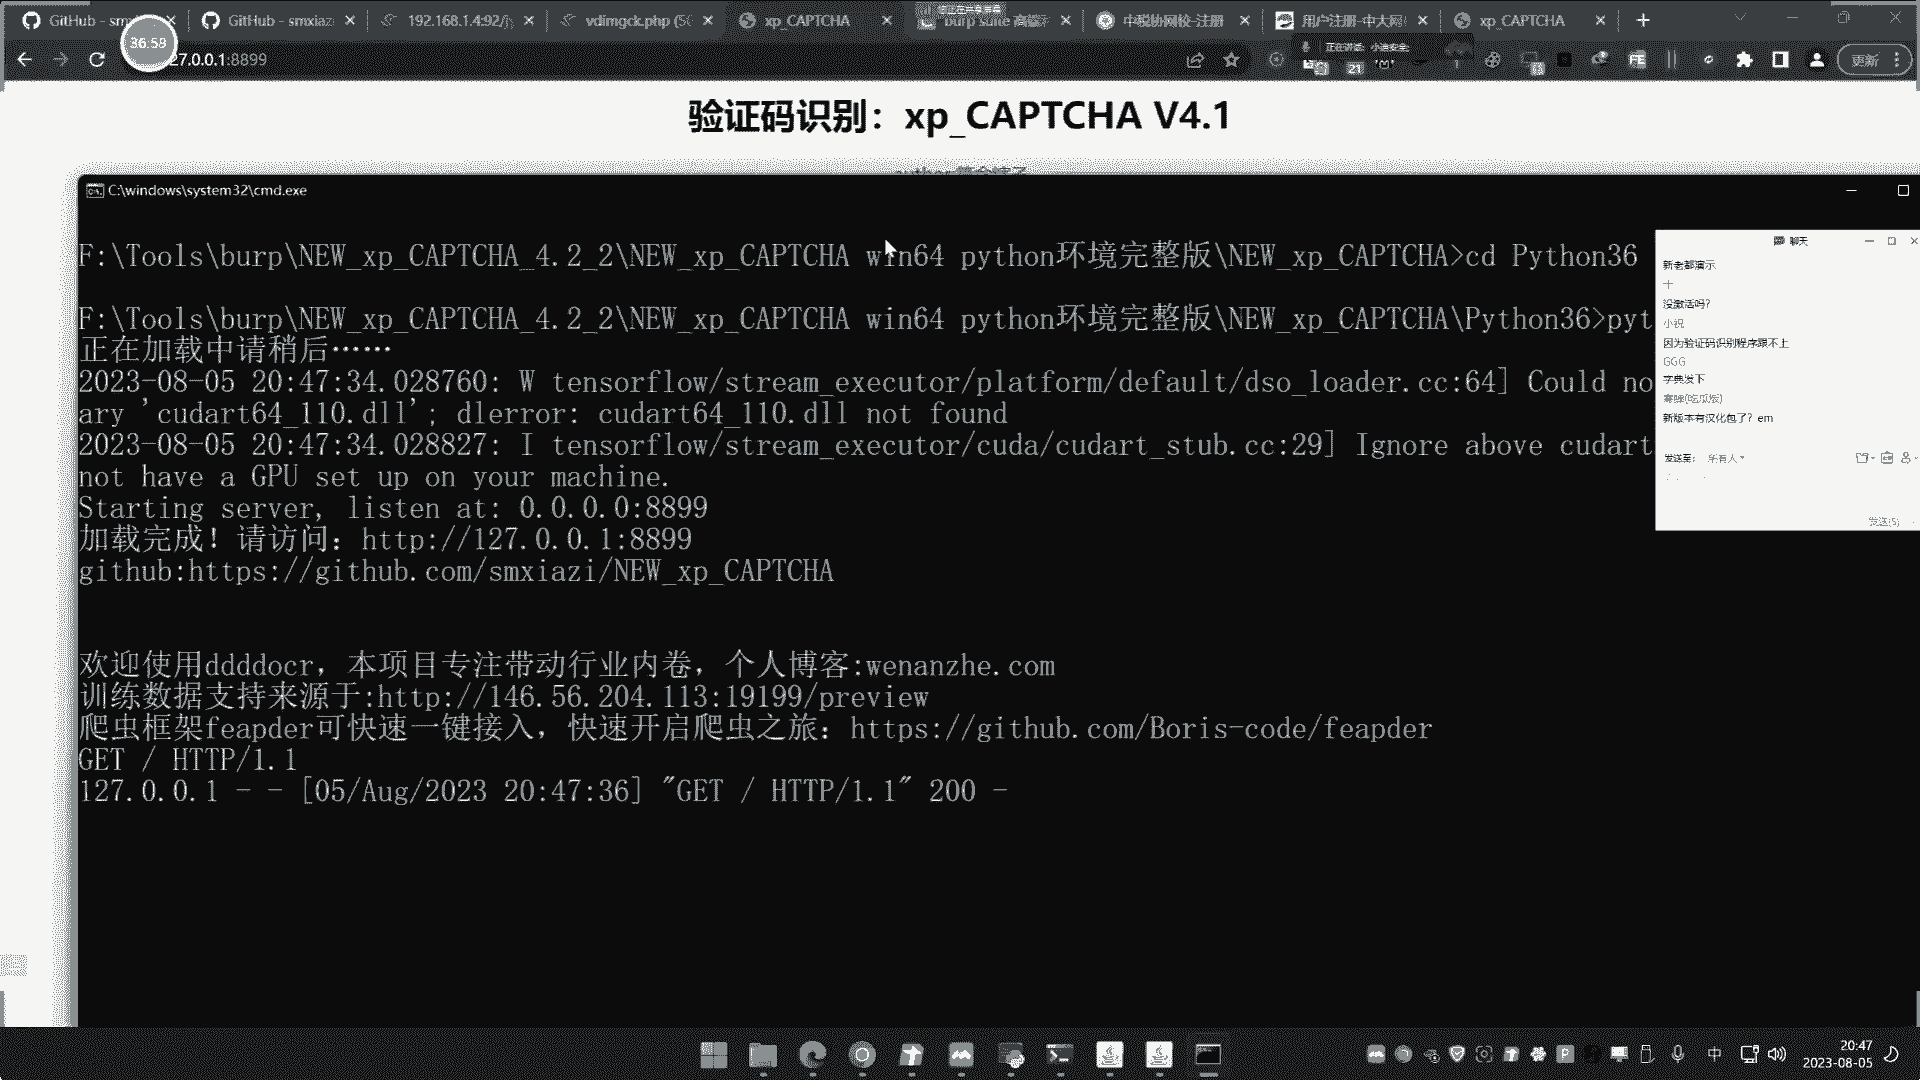 GitHub - sm
GitHub - smxiaz
192.168.1.4:92/
vdimgck.php (5
xp_CAPTCHA
burp suite
中税协网校-注册
用户注册-中大网
xp_CAPTCHA
36:59
27.0.0.1:8899
正在讲话: 小迪安全;
21
FE
更新
验证码识别：xp_CAPTCHA V4.1
C:\windows\system32\cmd.exe
F:\Tools\burp\NEW_xp_CAPTCHA_4.2_2\NEW_xp_CAPTCHA win64 python环境完整版\NEW_xp_CAPTCHA>cd Python36
F:\Tools\burp\NEW_xp_CAPTCHA_4.2_2\NEW_xp_CAPTCHA win64 python环境完整版\NEW_xp_CAPTCHA\Python36>pyt
正在加载中请稍后······
2023-08-05 20:47:34.028760: W tensorflow/stream_executor/platform/default/dso_loader.cc:64] Could no
ary 'cudart64_110.dll'; dlerror: cudart64_110.dll not found
2023-08-05 20:47:34.028827: I tensorflow/stream_executor/cuda/cudart_stub.cc:29] Ignore above cudart
not have a GPU set up on your machine.
Starting server, listen at: 0.0.0.0:8899
加载完成！请访问：http://127.0.0.1:8899
github:https://github.com/smxiazi/NEW_xp_CAPTCHA
欢迎使用ddddocr，本项目专注带动行业内卷，个人博客:wenanzhe.com
训练数据支持来源于:http://146.56.204.113:19199/preview
爬虫框架feapder可快速一键接入，快速开启爬虫之旅：https://github.com/Boris-code/feapder
GET / HTTP/1.1
127.0.0.1 - - [05/Aug/2023 20:47:36] "GET / HTTP/1.1" 200 -
聊天
新老都演示
十
没激活吗?
小祝
因为验证码识别程序跟不上
GGG
字典发下
新版本有汉化包了? em
发送至: 所有人
发送(S)
中
20:47
2023-08-05